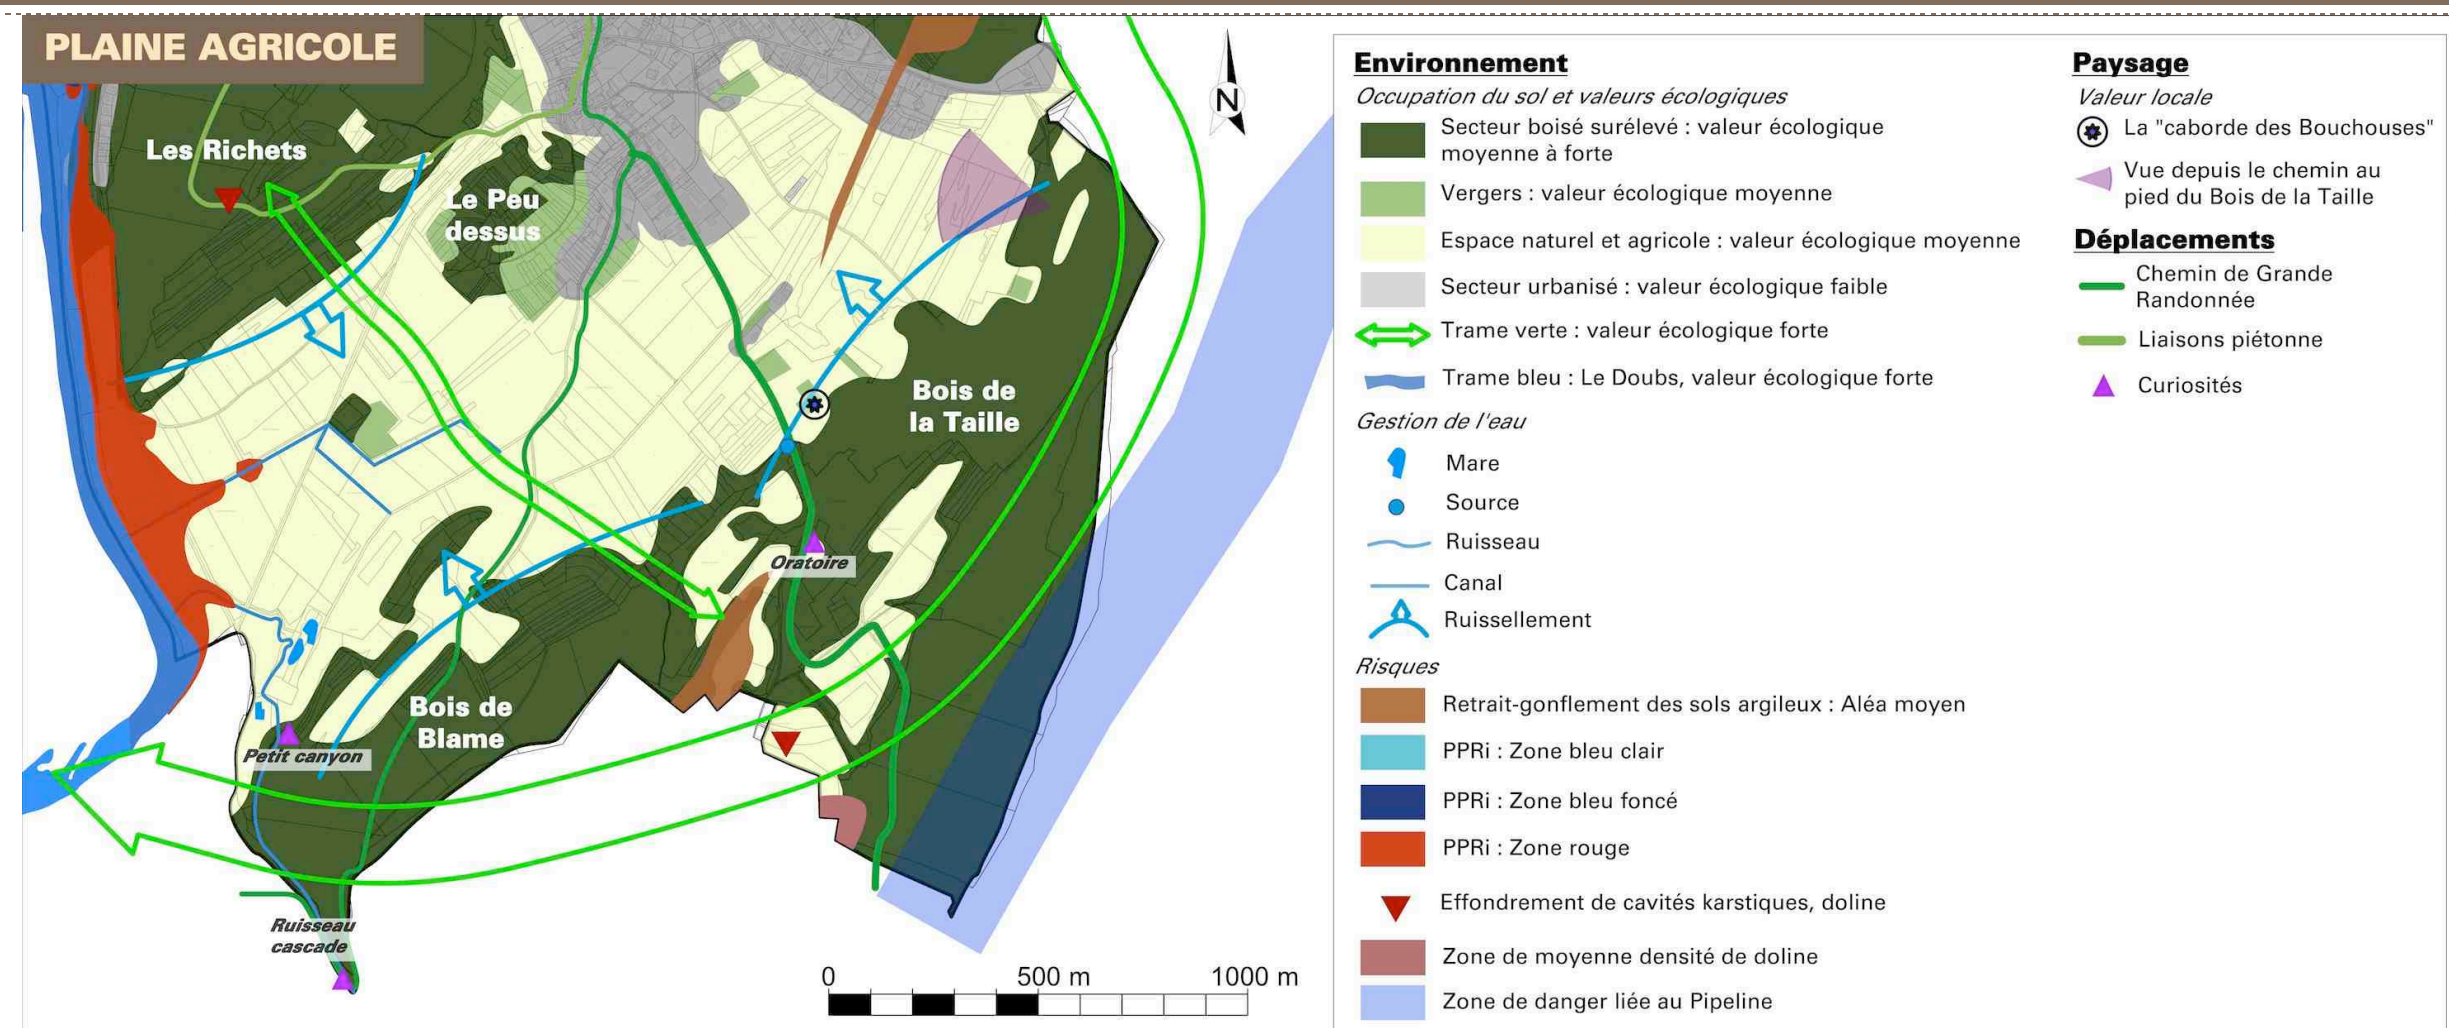 PLAINE AGRICOLE
Les Richets
Le Peu
dessus
N
Bois de
la Taille
Oratoire
Bois de
Blame
Petit canyon
Ruisseau
cascade
0 500 m 1000 m
Environnement
Occupation du sol et valeurs écologiques
Secteur boisé surélevé : valeur écologique
moyenne à forte
Vergers : valeur écologique moyenne
Espace naturel et agricole : valeur écologique moyenne
Secteur urbanisé : valeur écologique faible
Trame verte : valeur écologique forte
Trame bleu : Le Doubs, valeur écologique forte
Gestion de l'eau
Mare
Source
Ruisseau
Canal
Ruissellement
Risques
Retrait-gonflement des sols argileux : Aléa moyen
PPRi : Zone bleu clair
PPRi : Zone bleu foncé
PPRi : Zone rouge
Effondrement de cavités karstiques, doline
Zone de moyenne densité de doline
Zone de danger liée au Pipeline
Paysage
Valeur locale
La "caborde des Bouchouses"
Vue depuis le chemin au
pied du Bois de la Taille
Déplacements
Chemin de Grande
Randonnée
Liaisons piétonne
Curiosités